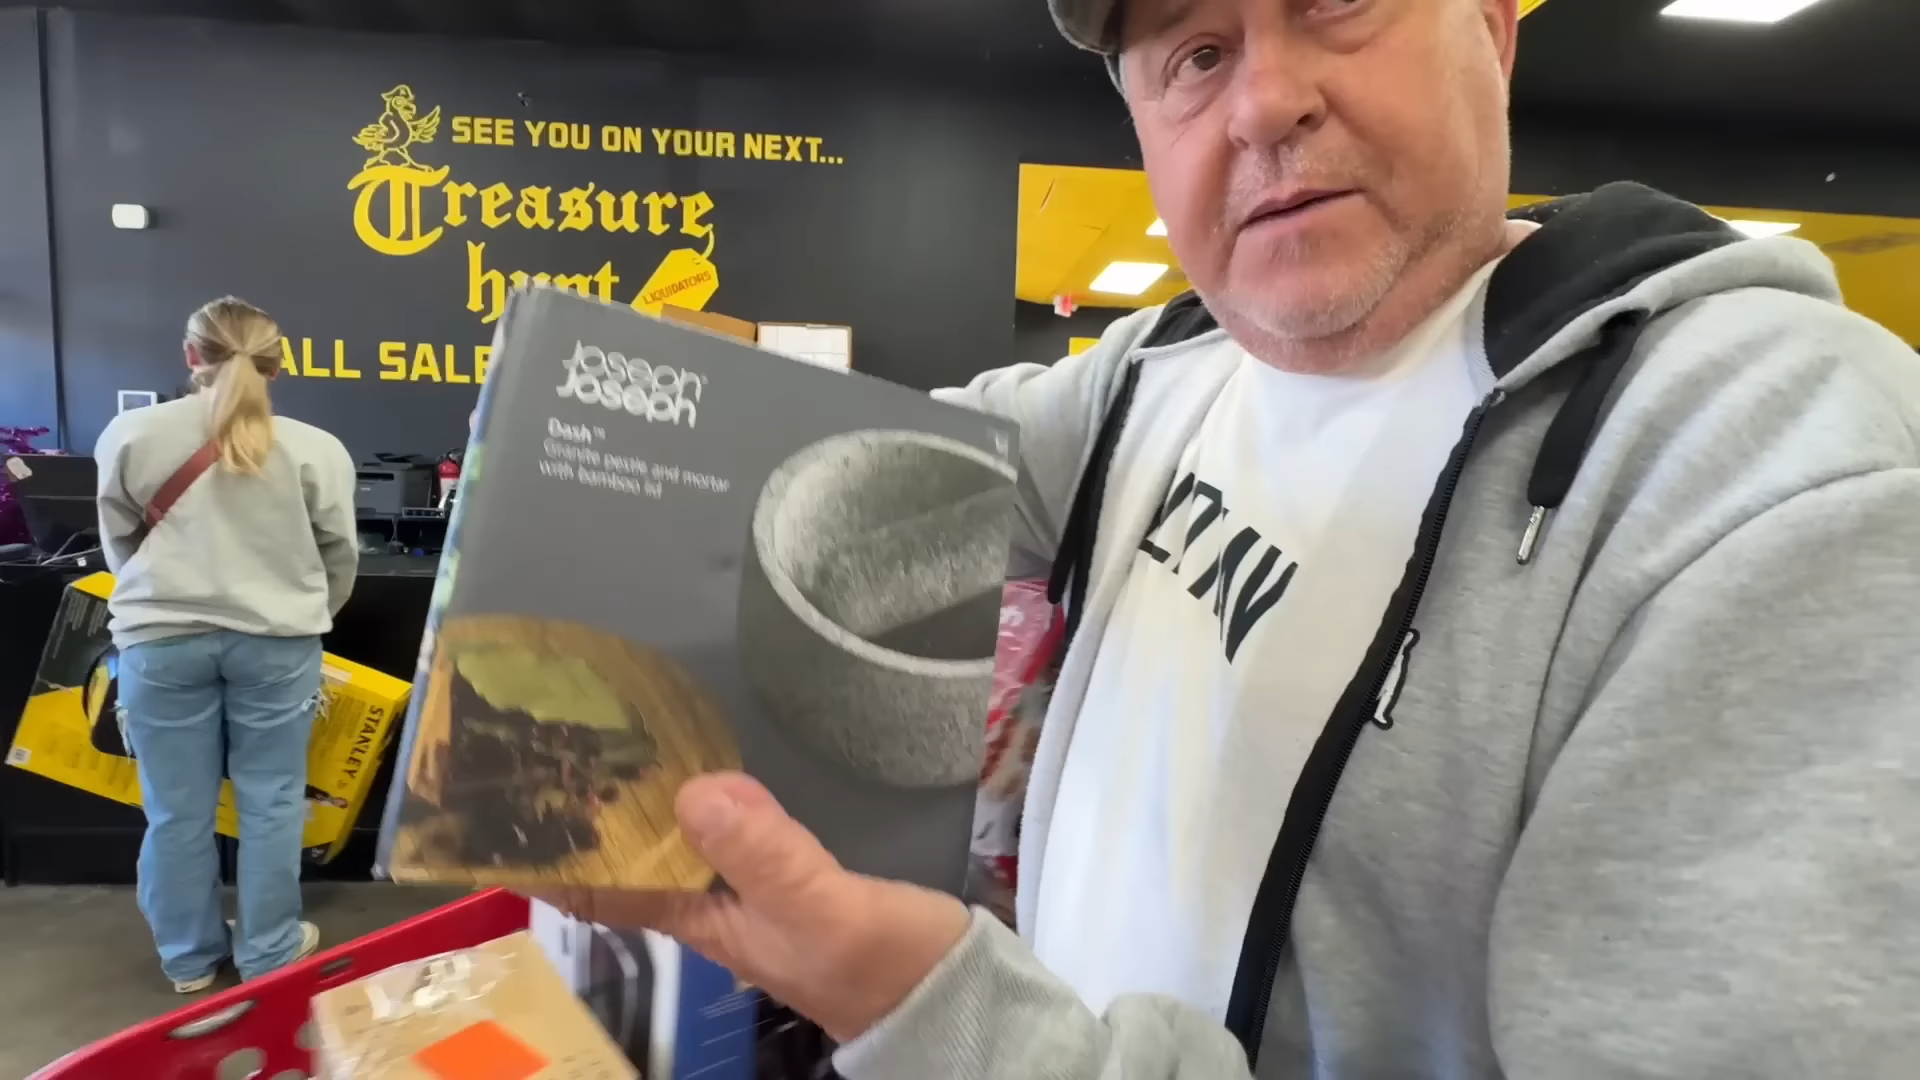 SEE YOU ON YOUR NEXT...
Treasure
hunt
LIQUIDATORS
ALL SALE
Joseph
Joseph
Dash™
Granite pestle and mortar
with bamboo lid
STANLEY